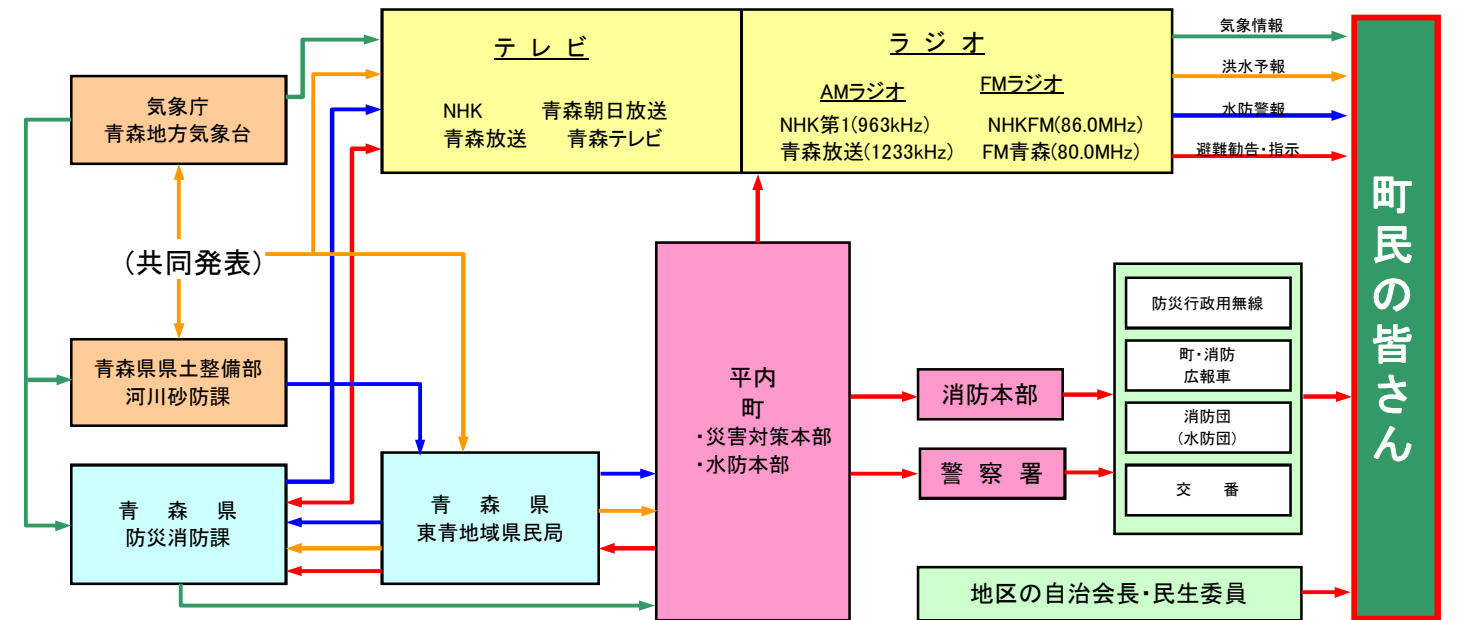 テレビ
NHK 青森朝日放送
青森放送 青森テレビ
ラジオ
AMラジオ
NHK第1(963kHz)
青森放送(1233kHz)
FMラジオ
NHKFM(86.0MHz)
FM青森(80.0MHz)
気象情報
洪水予報
水防警報
避難勧告・指示
町民の皆さん
気象庁
青森地方気象台
(共同発表)
青森県県土整備部
河川砂防課
青森県
防災消防課
青森県
東青地域県民局
平内
町
・災害対策本部
・水防本部
消防本部
警察署
防災行政用無線
町・消防
広報車
消防団
(水防団)
交番
地区の自治会長・民生委員